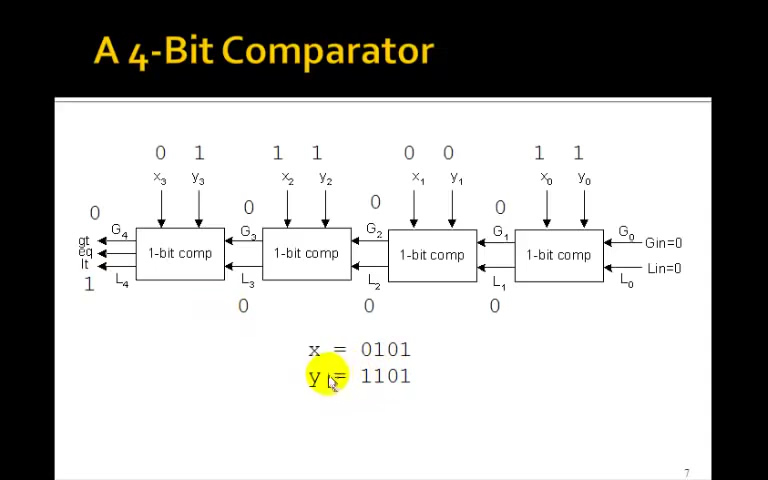 A 4-Bit Comparator
0 1 1 1 0 0 1 1
x3 y3 x2 y2 x1 y1 x0 y0
0 0 0 0
G4 G3 G2 G1 G0
gt 1-bit comp 1-bit comp 1-bit comp 1-bit comp Gin=0
eq
lt L4 L3 L2 L1 L0 Lin=0
1 0 0 0
x = 0101
y = 1101
7